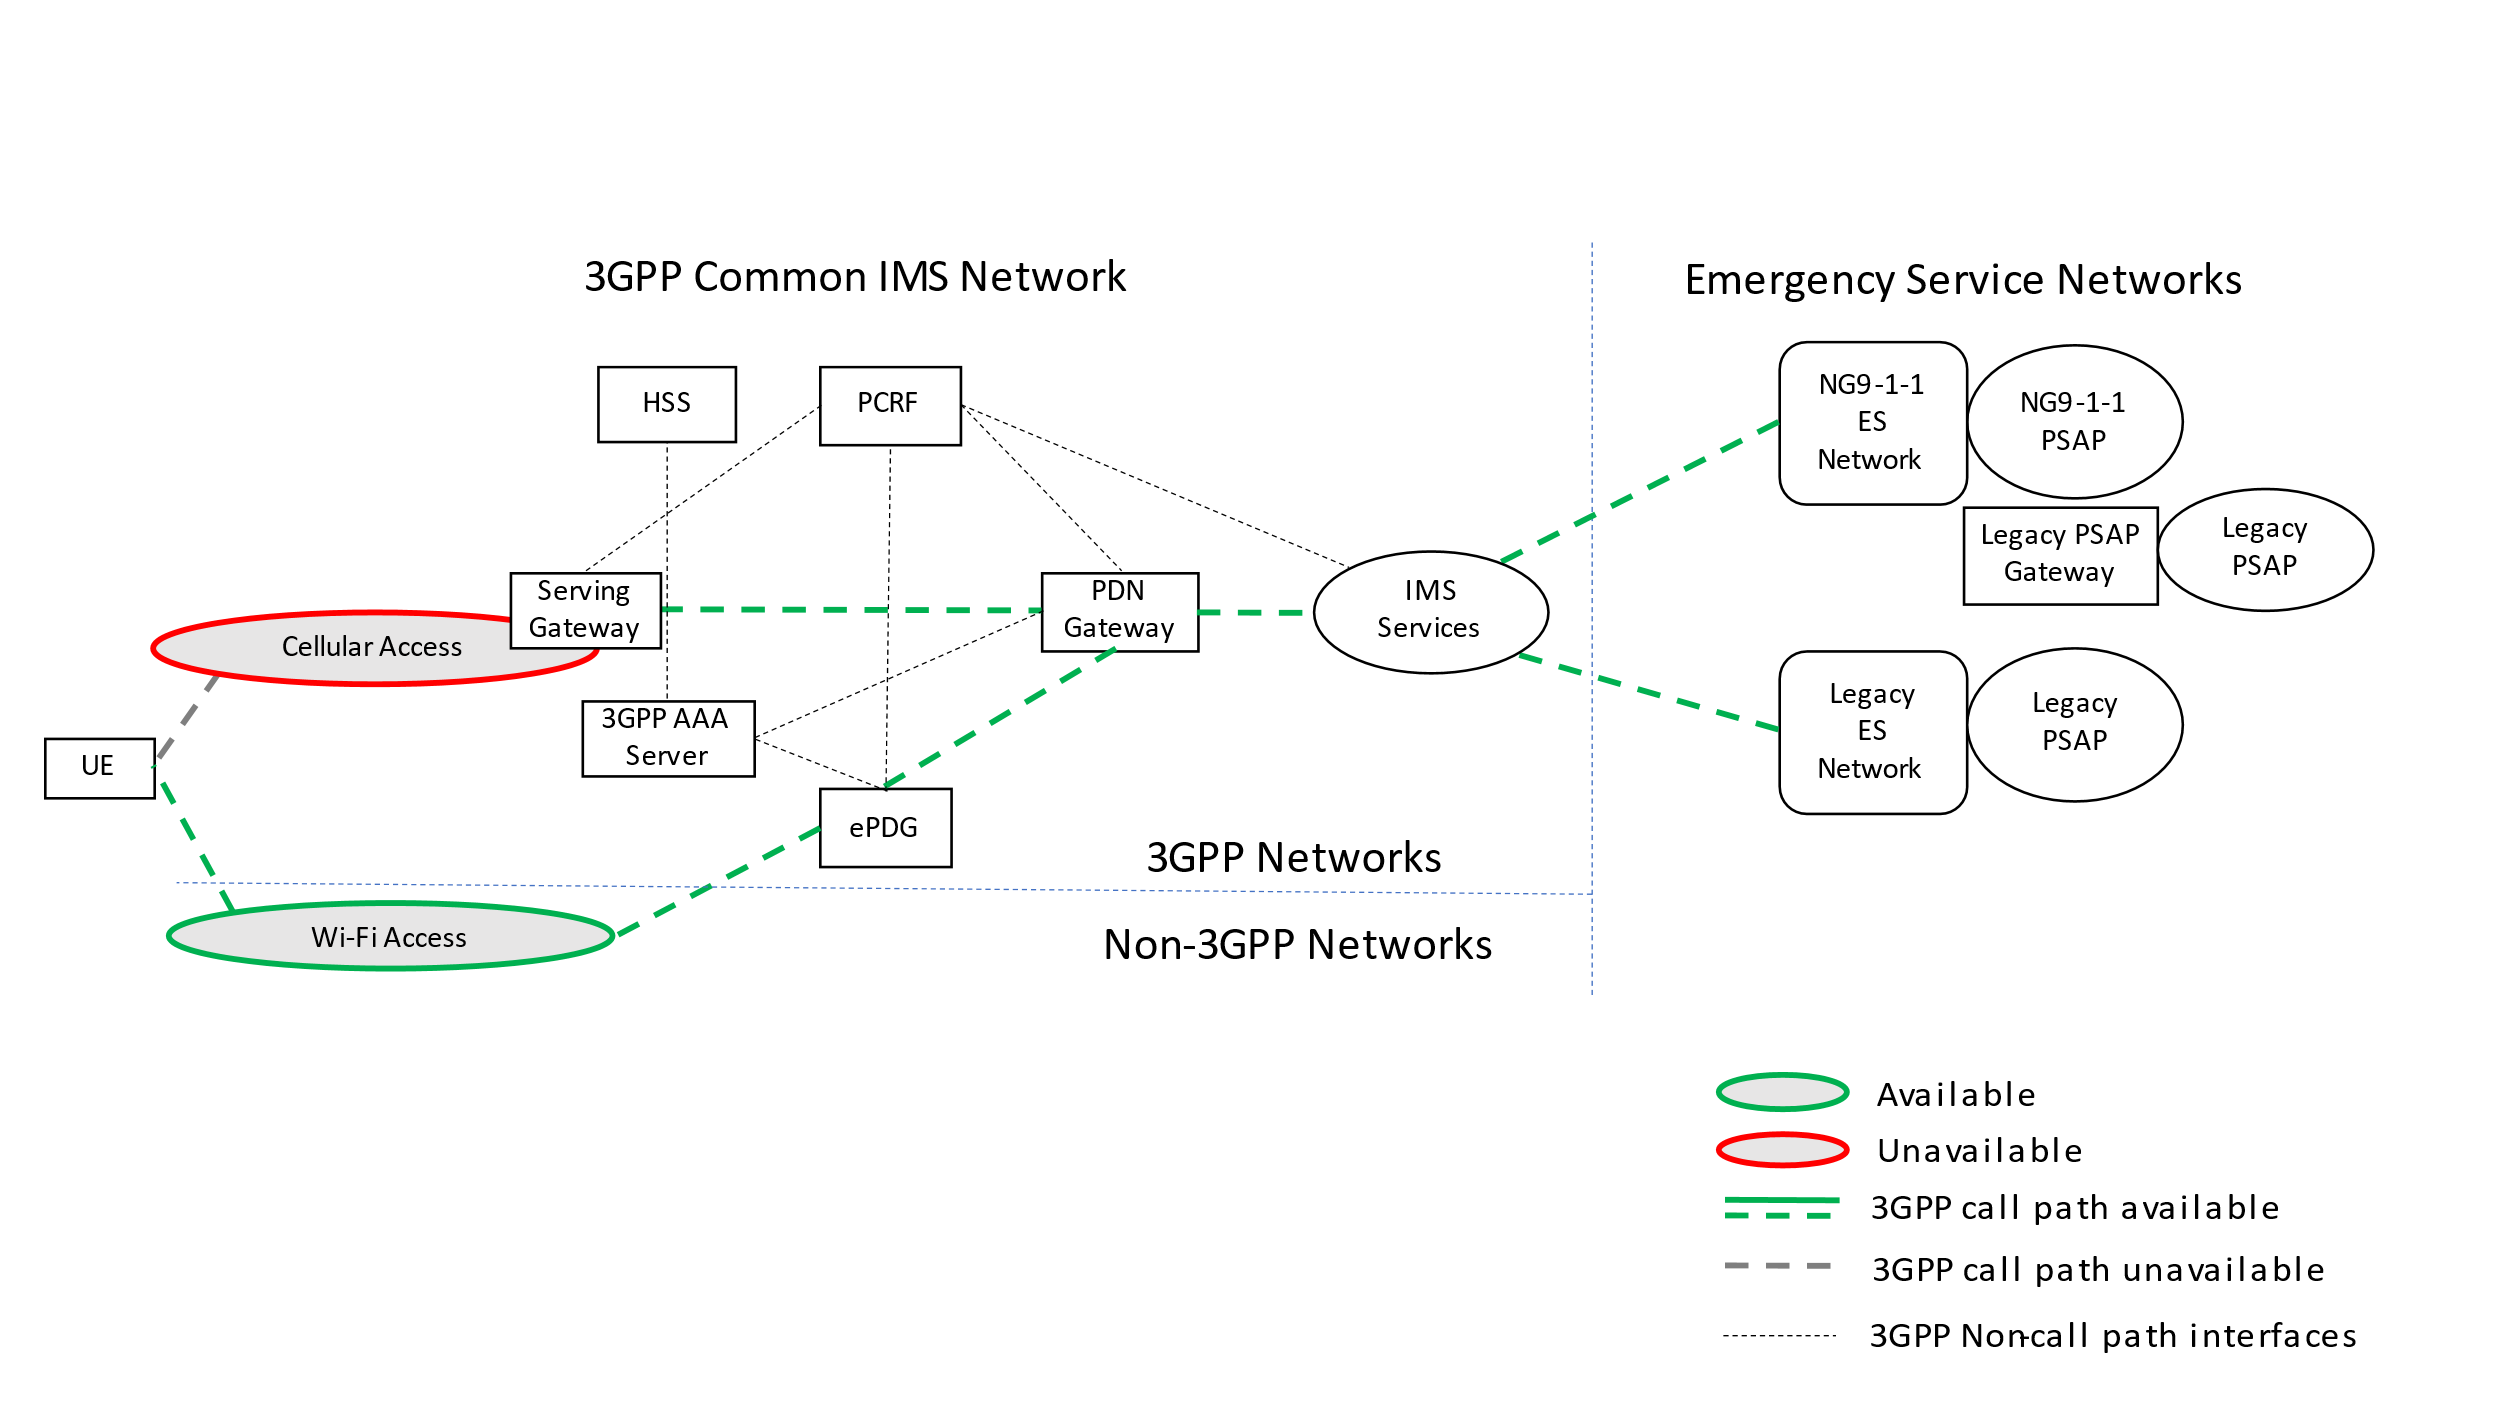 3GPP Common IMS Network
Emergency Service Networks
HSS
PCRF
NG9-1-1
ES
Network
NG9-1-1
PSAP
Legacy PSAP
Gateway
Legacy
PSAP
Serving
Gateway
PDN
Gateway
IMS
Services
Cellular Access
3GPP AAA
Server
UE
ePDG
Legacy
ES
Network
Legacy
PSAP
3GPP Networks
Wi-Fi Access
Non-3GPP Networks
Available
Unavailable
3GPP call path available
3GPP call path unavailable
3GPP Non-call path interfaces